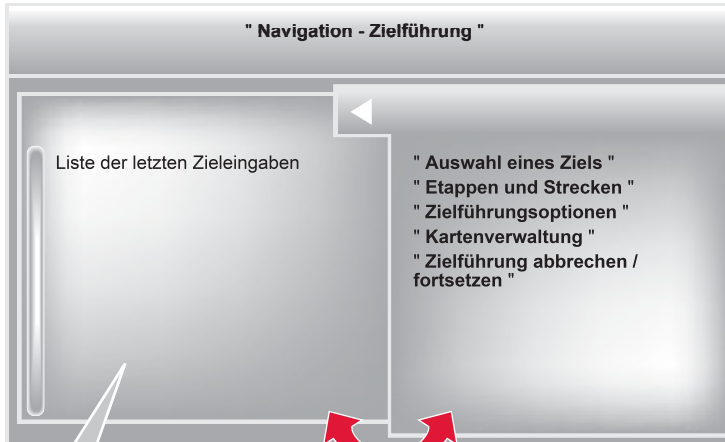 " Navigation - Zielführung "
Liste der letzten Zieleingaben
" Auswahl eines Ziels "
" Etappen und Strecken "
" Zielführungsoptionen "
" Kartenverwaltung "
" Zielführung abbrechen /
fortsetzen "